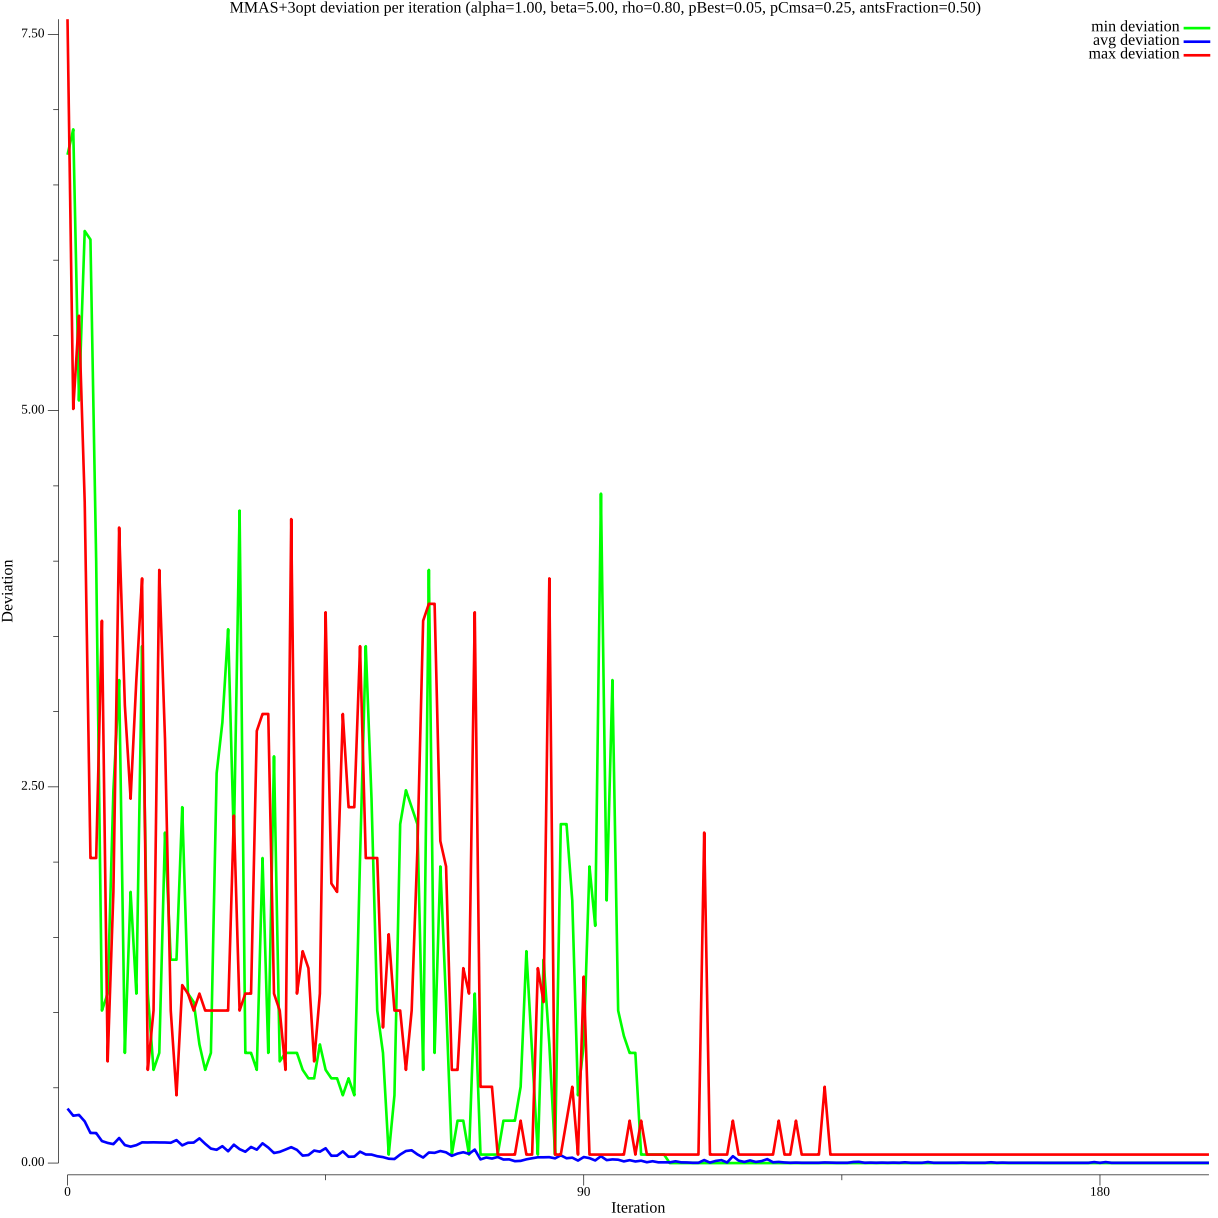 MMAS+3opt deviation per iteration (alpha=1.00, beta=5.00, rho=0.80, pBest=0.05, pCmsa=0.25, antsFraction=0.50)
min deviation
avg deviation
max deviation
7.50
5.00
2.50
0.00
Deviation
0
90
180
Iteration